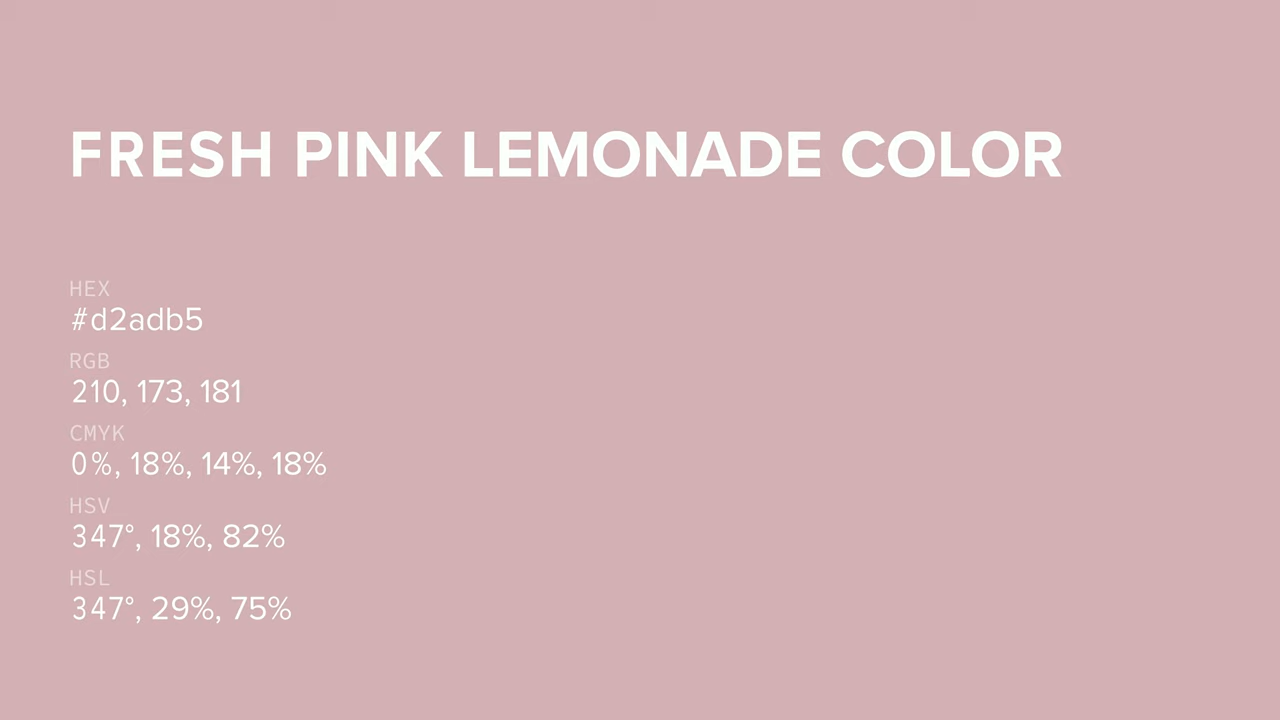 FRESH PINK LEMONADE COLOR
HEX
#d2adb5
RGB
210, 173, 181
CMYK
0%, 18%, 14%, 18%
HSV
347°, 18%, 82%
HSL
347°, 29%, 75%